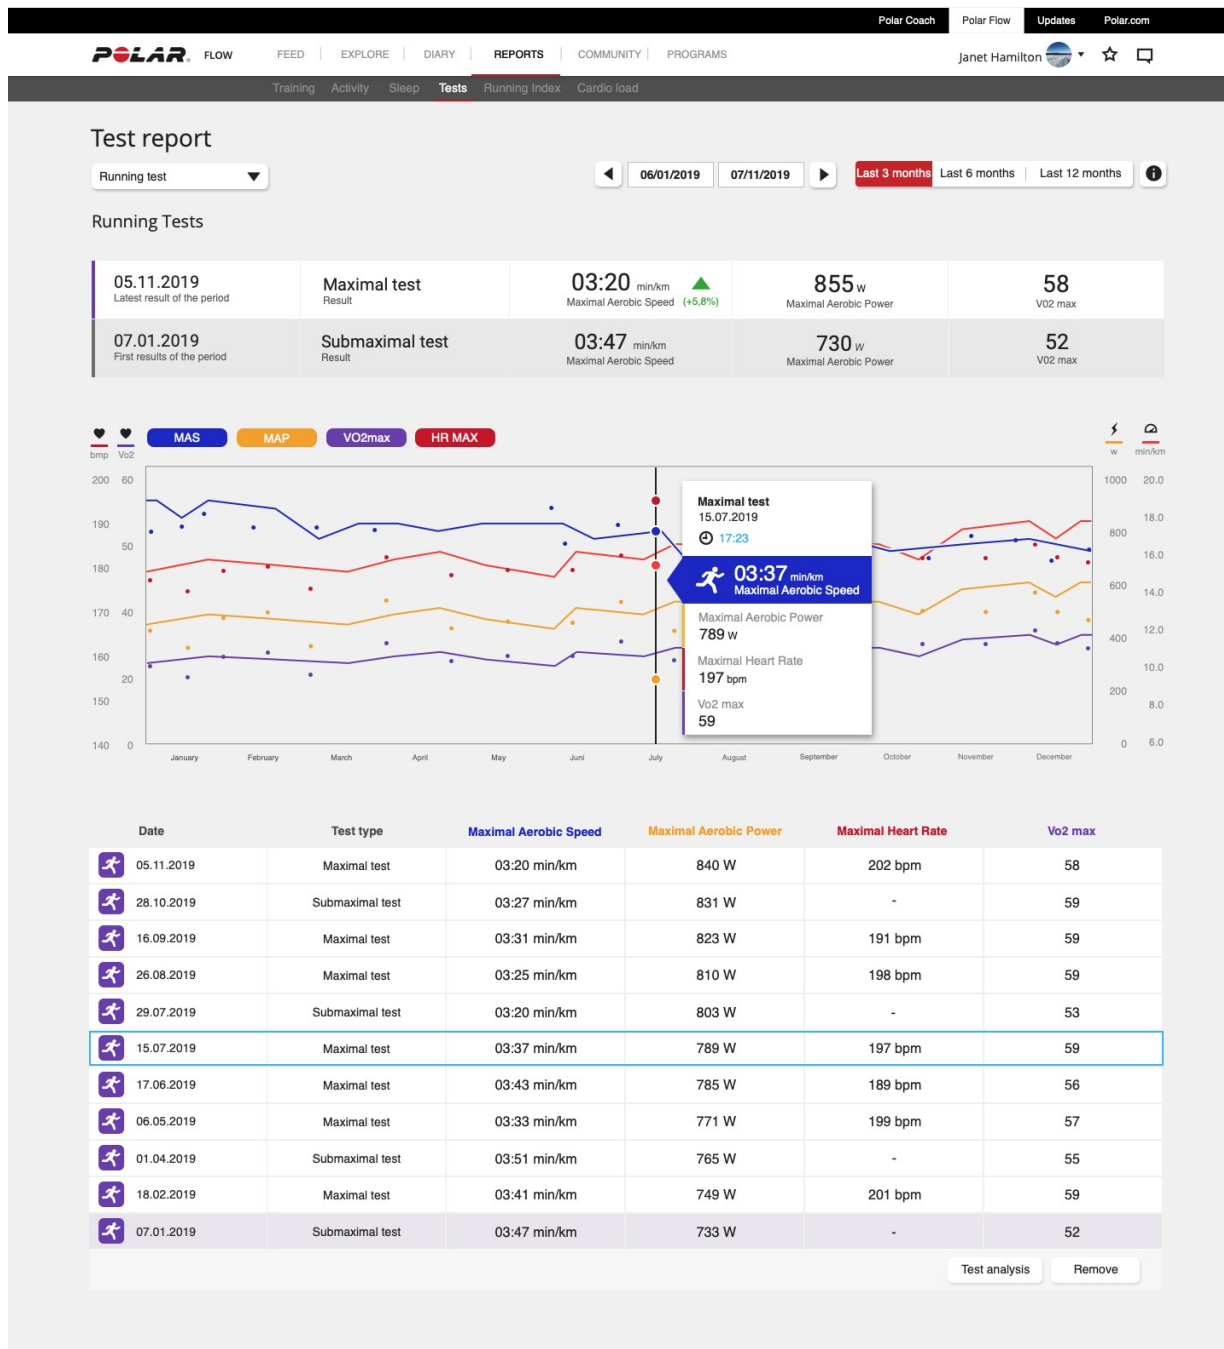 Polar Coach Polar Flow Updates Polar.com
POLAR. FLOW FEED EXPLORE DIARY REPORTS COMMUNITY PROGRAMS Janet Hamilton
Training Activity Sleep Tests Running Index Cardio load
Test report
Running test 06/01/2019 07/11/2019 Last 3 months Last 6 months Last 12 months
Running Tests
05.11.2019 Maximal test 03:20 min/km 855 w 58
Latest result of the period Result Maximal Aerobic Speed (+5,8%) Maximal Aerobic Power V02 max
07.01.2019 Submaximal test 03:47 min/km 730 w 52
First results of the period Result Maximal Aerobic Speed Maximal Aerobic Power V02 max
MAS MAP VO2max HR MAX
bmp Vo2 w min/km
200 60 1000 20.0
Maximal test
15.07.2019
190 18.0
800
17:23
50 16.0
180
03:37 min/km
Maximal Aerobic Speed
600 14.0
170 40
Maximal Aerobic Power
789 w
400 12.0
160
Maximal Heart Rate
197 bpm
10.0
20
200
150 8.0
Vo2 max
59
140 0 0 6.0
January February March April May Juni July August September October November December
Date Test type Maximal Aerobic Speed Maximal Aerobic Power Maximal Heart Rate Vo2 max
05.11.2019 Maximal test 03:20 min/km 840 W 202 bpm 58
28.10.2019 Submaximal test 03:27 min/km 831 W - 59
16.09.2019 Maximal test 03:31 min/km 823 W 191 bpm 59
26.08.2019 Maximal test 03:25 min/km 810 W 198 bpm 59
29.07.2019 Submaximal test 03:20 min/km 803 W - 53
15.07.2019 Maximal test 03:37 min/km 789 W 197 bpm 59
17.06.2019 Maximal test 03:43 min/km 785 W 189 bpm 56
06.05.2019 Maximal test 03:33 min/km 771 W 199 bpm 57
01.04.2019 Submaximal test 03:51 min/km 765 W - 55
18.02.2019 Maximal test 03:41 min/km 749 W 201 bpm 59
07.01.2019 Submaximal test 03:47 min/km 733 W - 52
Test analysis Remove